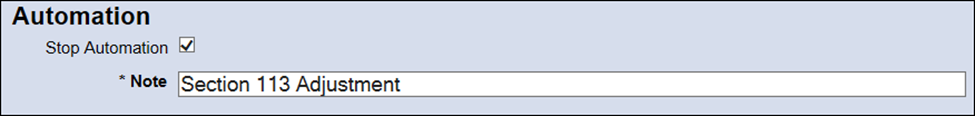 Automation
Stop Automation
* Note Section 113 Adjustment